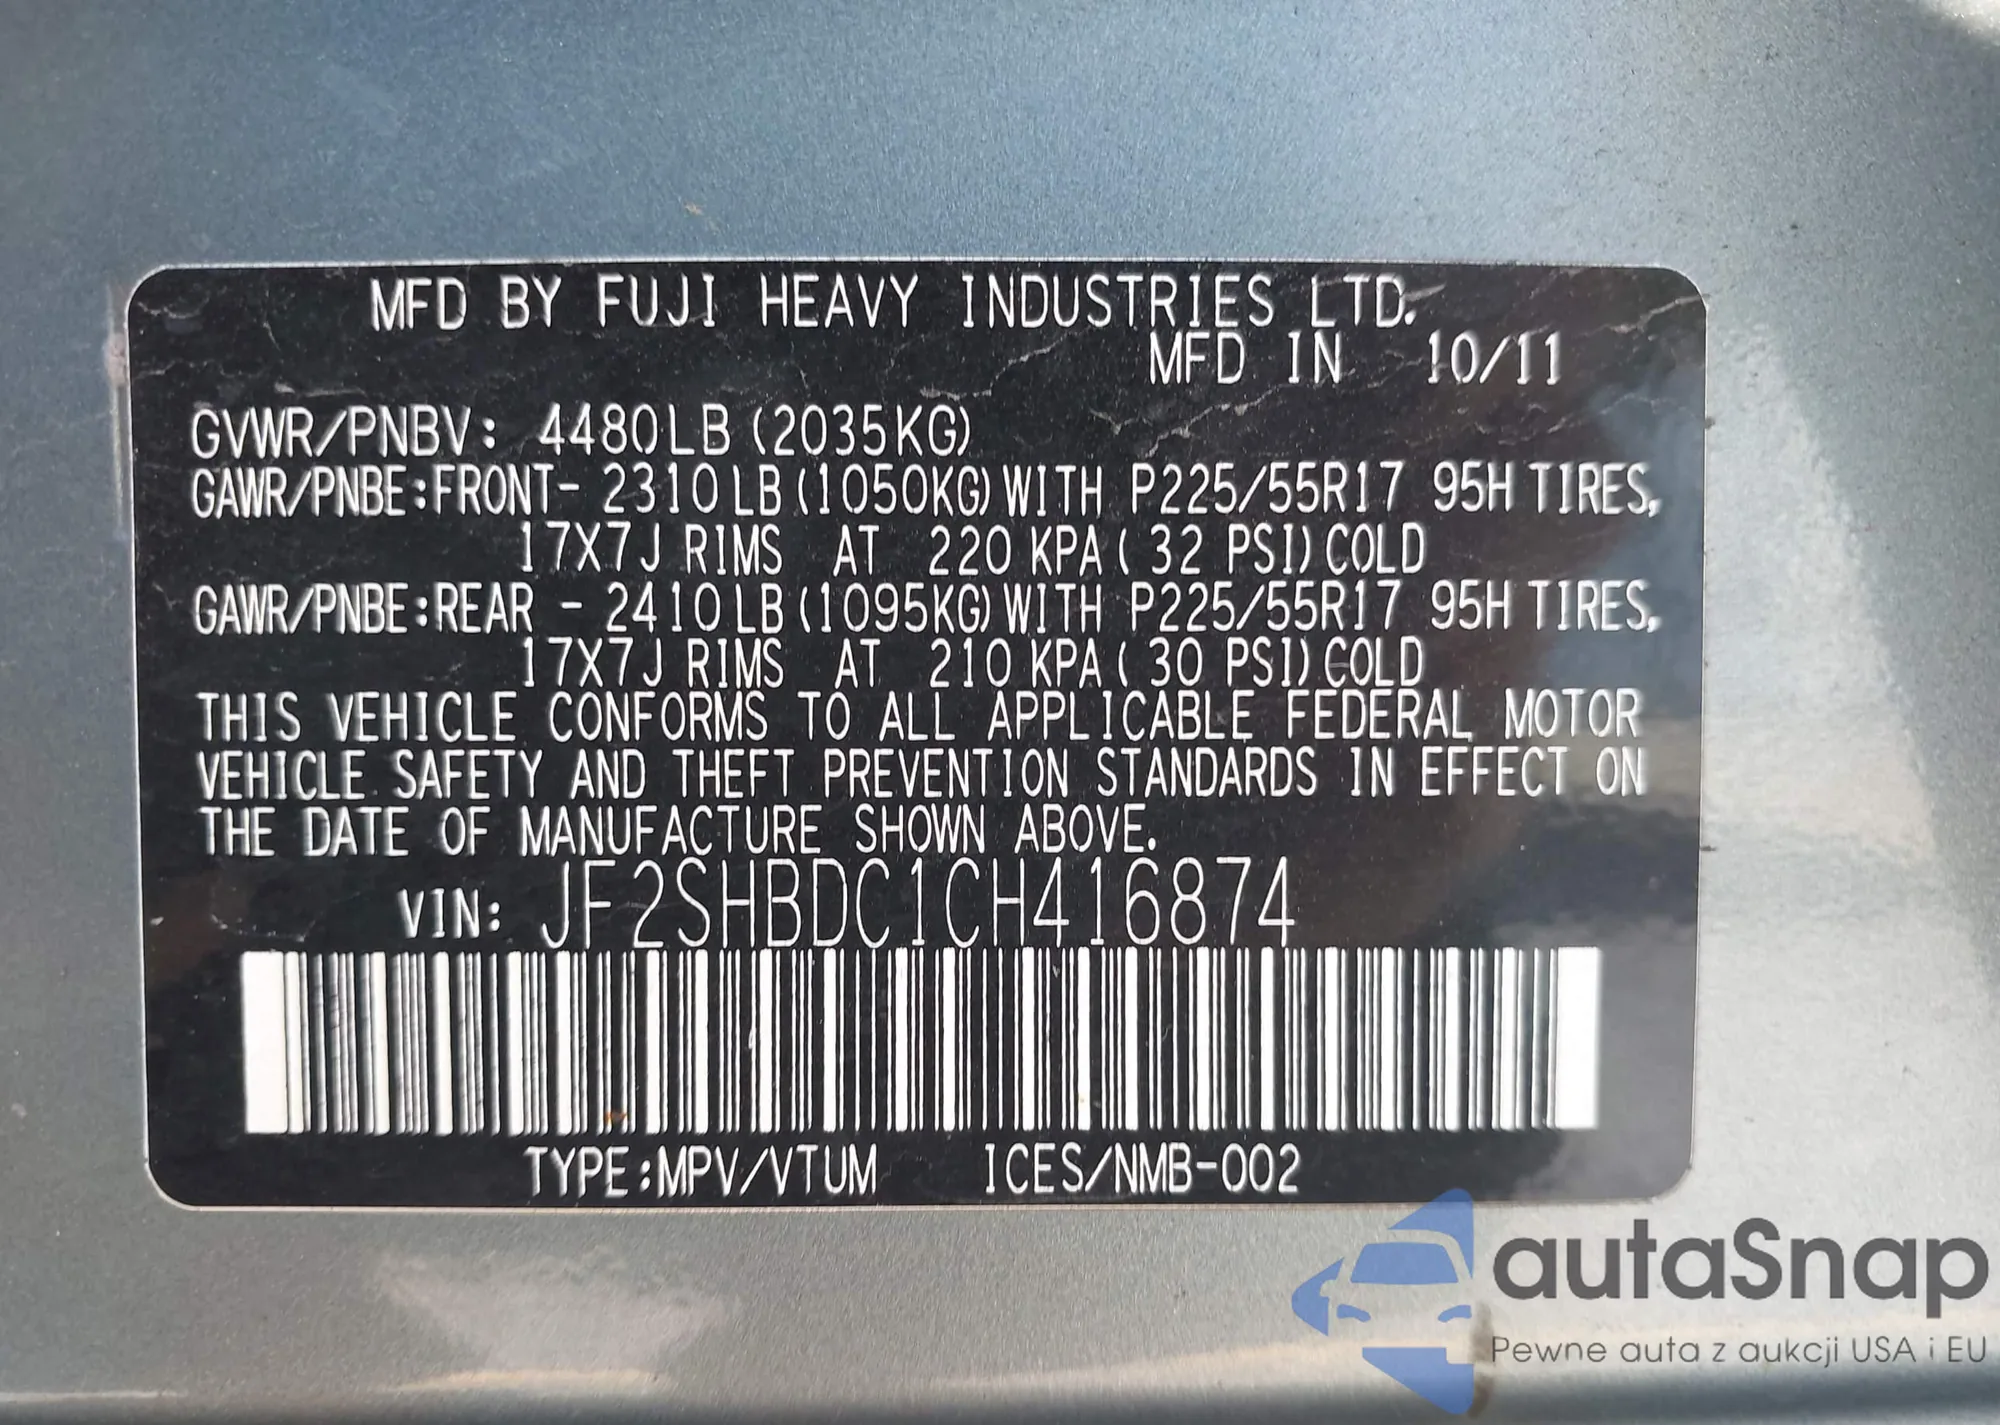 MFD BY FUJI HEAVY INDUSTRIES LTD.
MFD IN 10/11
GVWR/PNBV: 4480LB (2035KG)
GAWR/PNBE:FRONT- 2310LB (1050KG) WITH P225/55R17 95H TIRES,
17X7J RIMS AT 220 KPA ( 32 PSI) COLD
GAWR/PNBE:REAR - 2410LB (1095KG) WITH P225/55R17 95H TIRES,
17X7J RIMS AT 210 KPA ( 30 PSI) COLD
THIS VEHICLE CONFORMS TO ALL APPLICABLE FEDERAL MOTOR
VEHICLE SAFETY AND THEFT PREVENTION STANDARDS IN EFFECT ON
THE DATE OF MANUFACTURE SHOWN ABOVE.
VIN: JF2SHBDC1CH416874
TYPE:MPV/VTUM ICES/NMB-002
autaSnap
Pewne auta z aukcji USA i EU